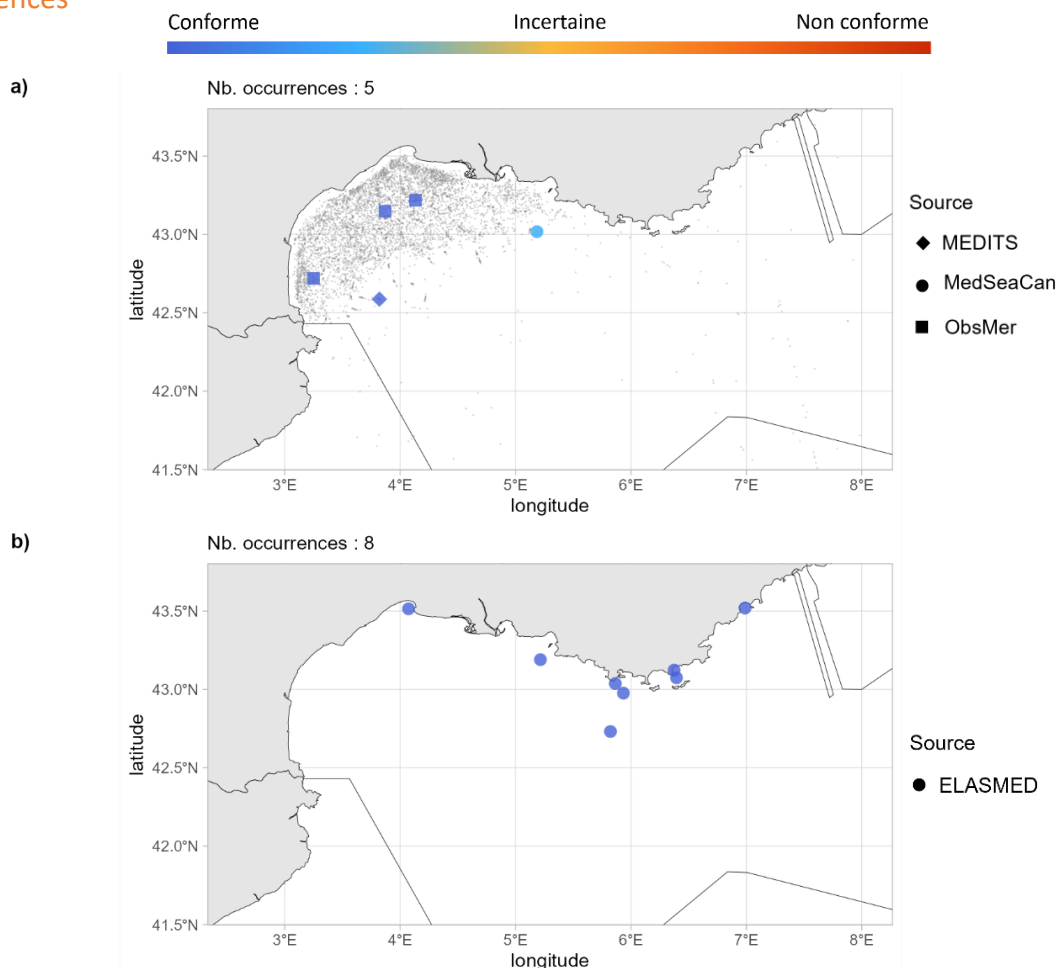 ences
Conforme Incertaine Non conforme
a)
Nb. occurrences : 5
43.5°N
43.0°N
42.5°N
42.0°N
41.5°N
latitude
3°E 4°E 5°E 6°E 7°E 8°E
longitude
Source
MEDITS
MedSeaCan
ObsMer
b)
Nb. occurrences : 8
43.5°N
43.0°N
42.5°N
42.0°N
41.5°N
latitude
3°E 4°E 5°E 6°E 7°E 8°E
longitude
Source
ELASMED